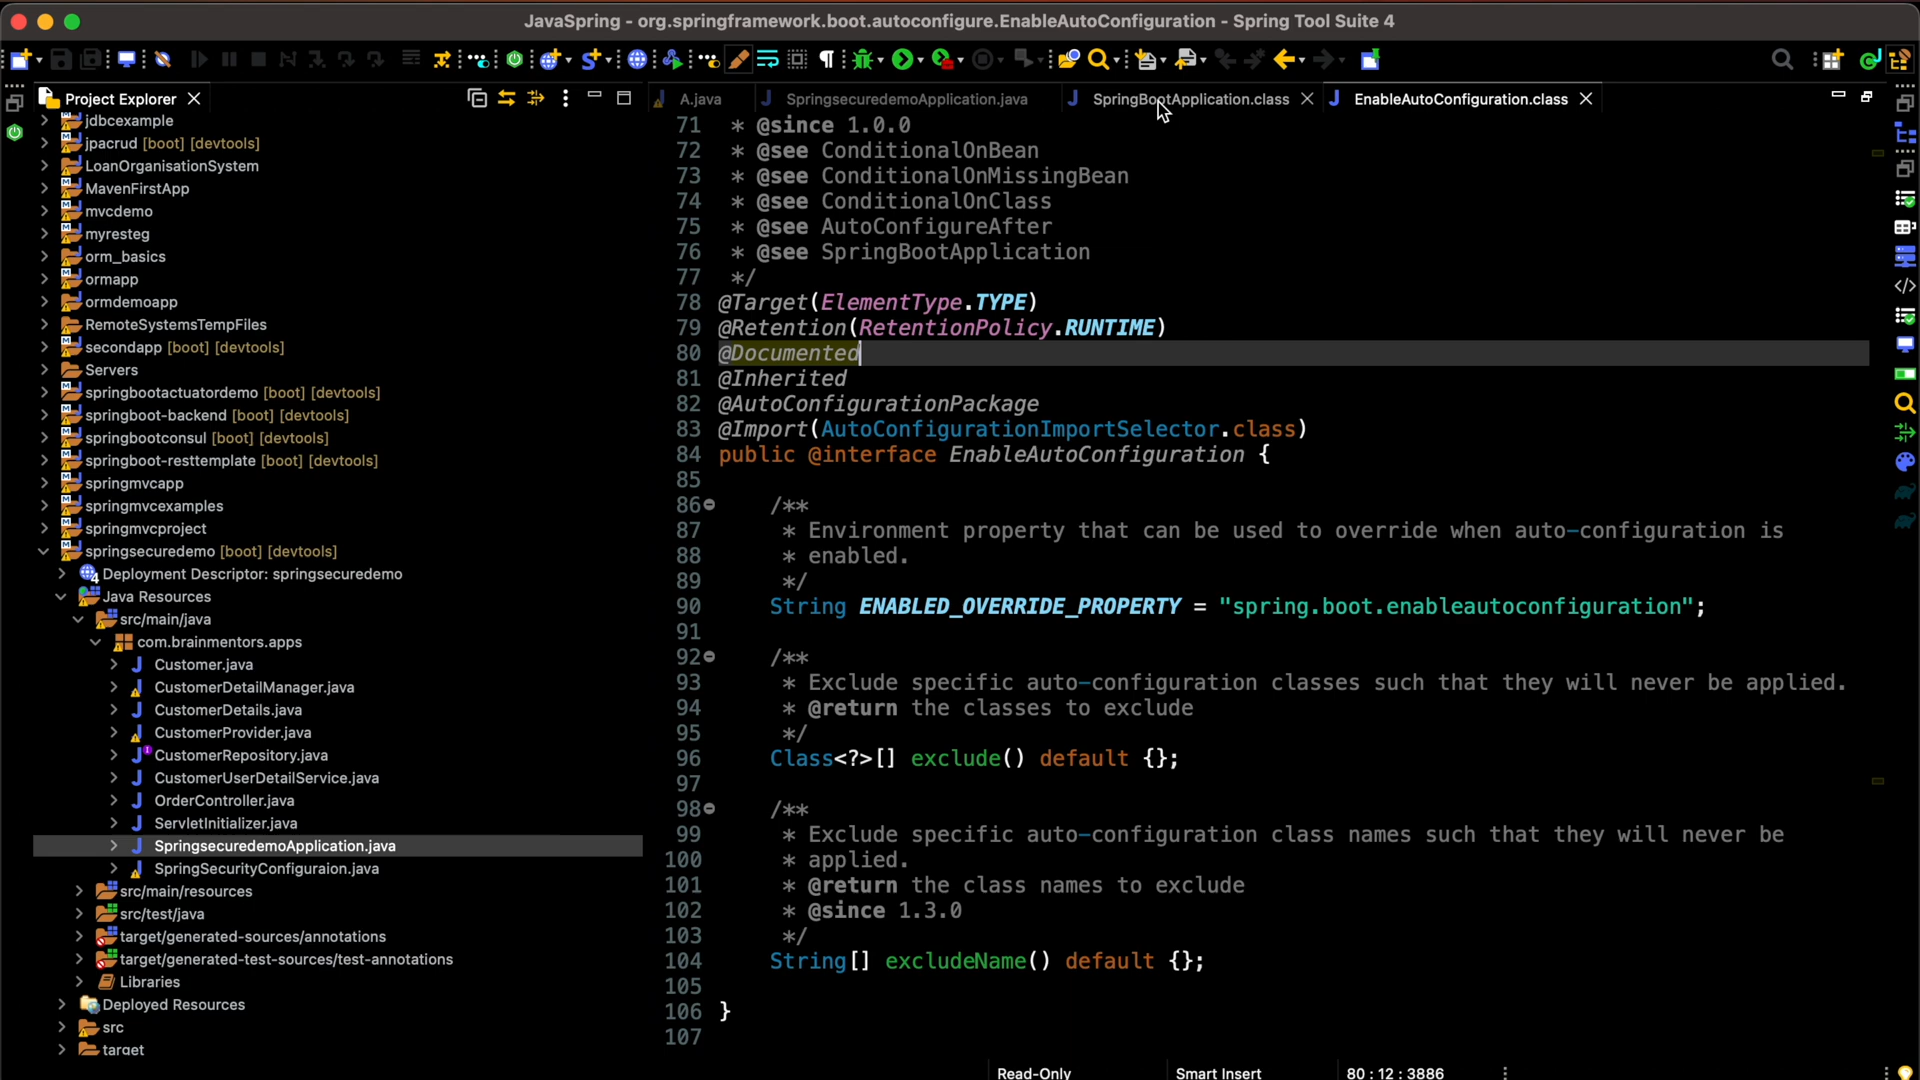 JavaSpring - org.springframework.boot.autoconfigure.EnableAutoConfiguration - Spring Tool Suite 4
Project Explorer
A.java
SpringsecuredemoApplication.java
SpringBootApplication.class
EnableAutoConfiguration.class
jdbcexample
jpacrud [boot] [devtools]
LoanOrganisationSystem
MavenFirstApp
mvcdemo
myresteg
orm_basics
ormapp
ormdemoapp
RemoteSystemsTempFiles
secondapp [boot] [devtools]
Servers
springbootactuatordemo [boot] [devtools]
springboot-backend [boot] [devtools]
springbootconsul [boot] [devtools]
springboot-resttemplate [boot] [devtools]
springmvcapp
springmvcexamples
springmvcproject
springsecuredemo [boot] [devtools]
Deployment Descriptor: springsecuredemo
Java Resources
src/main/java
com.brainmentors.apps
Customer.java
CustomerDetailManager.java
CustomerDetails.java
CustomerProvider.java
CustomerRepository.java
CustomerUserDetailService.java
OrderController.java
ServletInitializer.java
SpringsecuredemoApplication.java
SpringSecurityConfiguraion.java
src/main/resources
src/test/java
target/generated-sources/annotations
target/generated-test-sources/test-annotations
Libraries
Deployed Resources
src
target
71 * @since 1.0.0
72 * @see ConditionalOnBean
73 * @see ConditionalOnMissingBean
74 * @see ConditionalOnClass
75 * @see AutoConfigureAfter
76 * @see SpringBootApplication
77 */
78 @Target(ElementType.TYPE)
79 @Retention(RetentionPolicy.RUNTIME)
80 @Documented
81 @Inherited
82 @AutoConfigurationPackage
83 @Import(AutoConfigurationImportSelector.class)
84 public @interface EnableAutoConfiguration {
85
86 /**
87 * Environment property that can be used to override when auto-configuration is
88 * enabled.
89 */
90 String ENABLED_OVERRIDE_PROPERTY = "spring.boot.enableautoconfiguration";
91
92 /**
93 * Exclude specific auto-configuration classes such that they will never be applied.
94 * @return the classes to exclude
95 */
96 Class<?>[] exclude() default {};
97
98 /**
99 * Exclude specific auto-configuration class names such that they will never be
100 * applied.
101 * @return the class names to exclude
102 * @since 1.3.0
103 */
104 String[] excludeName() default {};
105
106 }
107
Read-Only
Smart Insert
80 : 12 : 3886